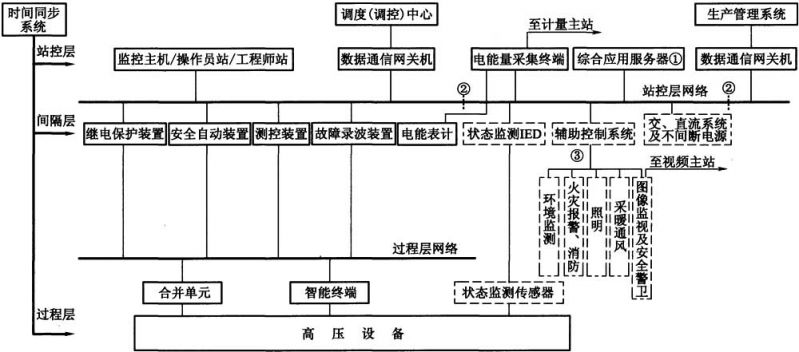 时间同步
系统
调度(调控)中心
至计量主站
生产管理系统
站控层
监控主机/操作员站/工程师站
数据通信网关机
电能量采集终端
综合应用服务器①
数据通信网关机
②
②
站控层网络
间隔层
继电保护装置
安全自动装置
测控装置
故障录波装置
电能表计
状态监测IED
辅助控制系统
交、直流系统
及不间断电源
③
至视频主站
环境监测
火灾报警、消防
照明
采暖通风
图像监视及安全警卫
过程层网络
合并单元
智能终端
状态监测传感器
过程层
高压设备